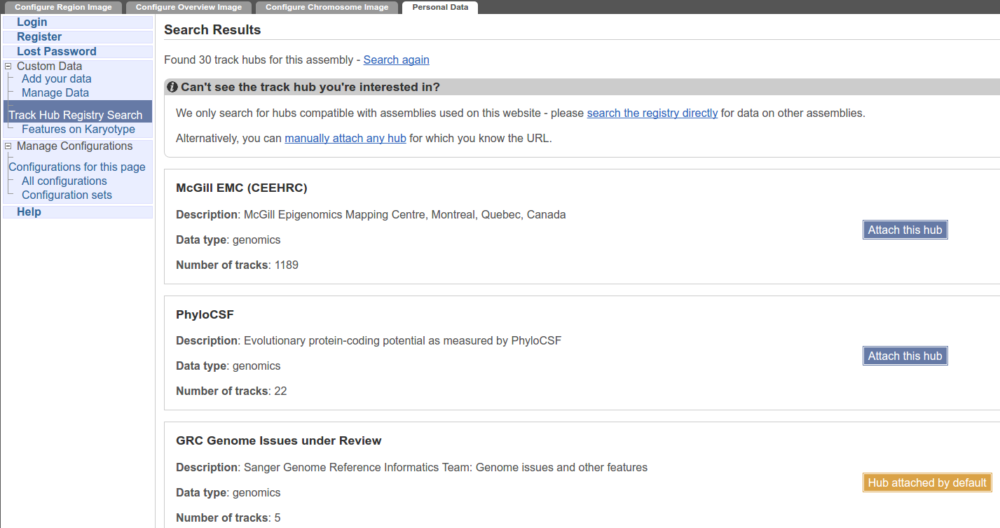 Configure Region Image
Configure Overview Image
Configure Chromosome Image
Personal Data
Login
Register
Lost Password
Custom Data
Add your data
Manage Data
Track Hub Registry Search
Features on Karyotype
Manage Configurations
Configurations for this page
All configurations
Configuration sets
Help
Search Results
Found 30 track hubs for this assembly - Search again
Can't see the track hub you're interested in?
We only search for hubs compatible with assemblies used on this website - please search the registry directly for data on other assemblies.
Alternatively, you can manually attach any hub for which you know the URL.
McGill EMC (CEEHRC)
Description: McGill Epigenomics Mapping Centre, Montreal, Quebec, Canada
Data type: genomics
Number of tracks: 1189
Attach this hub
PhyloCSF
Description: Evolutionary protein-coding potential as measured by PhyloCSF
Data type: genomics
Number of tracks: 22
Attach this hub
GRC Genome Issues under Review
Description: Sanger Genome Reference Informatics Team: Genome issues and other features
Data type: genomics
Number of tracks: 5
Hub attached by default